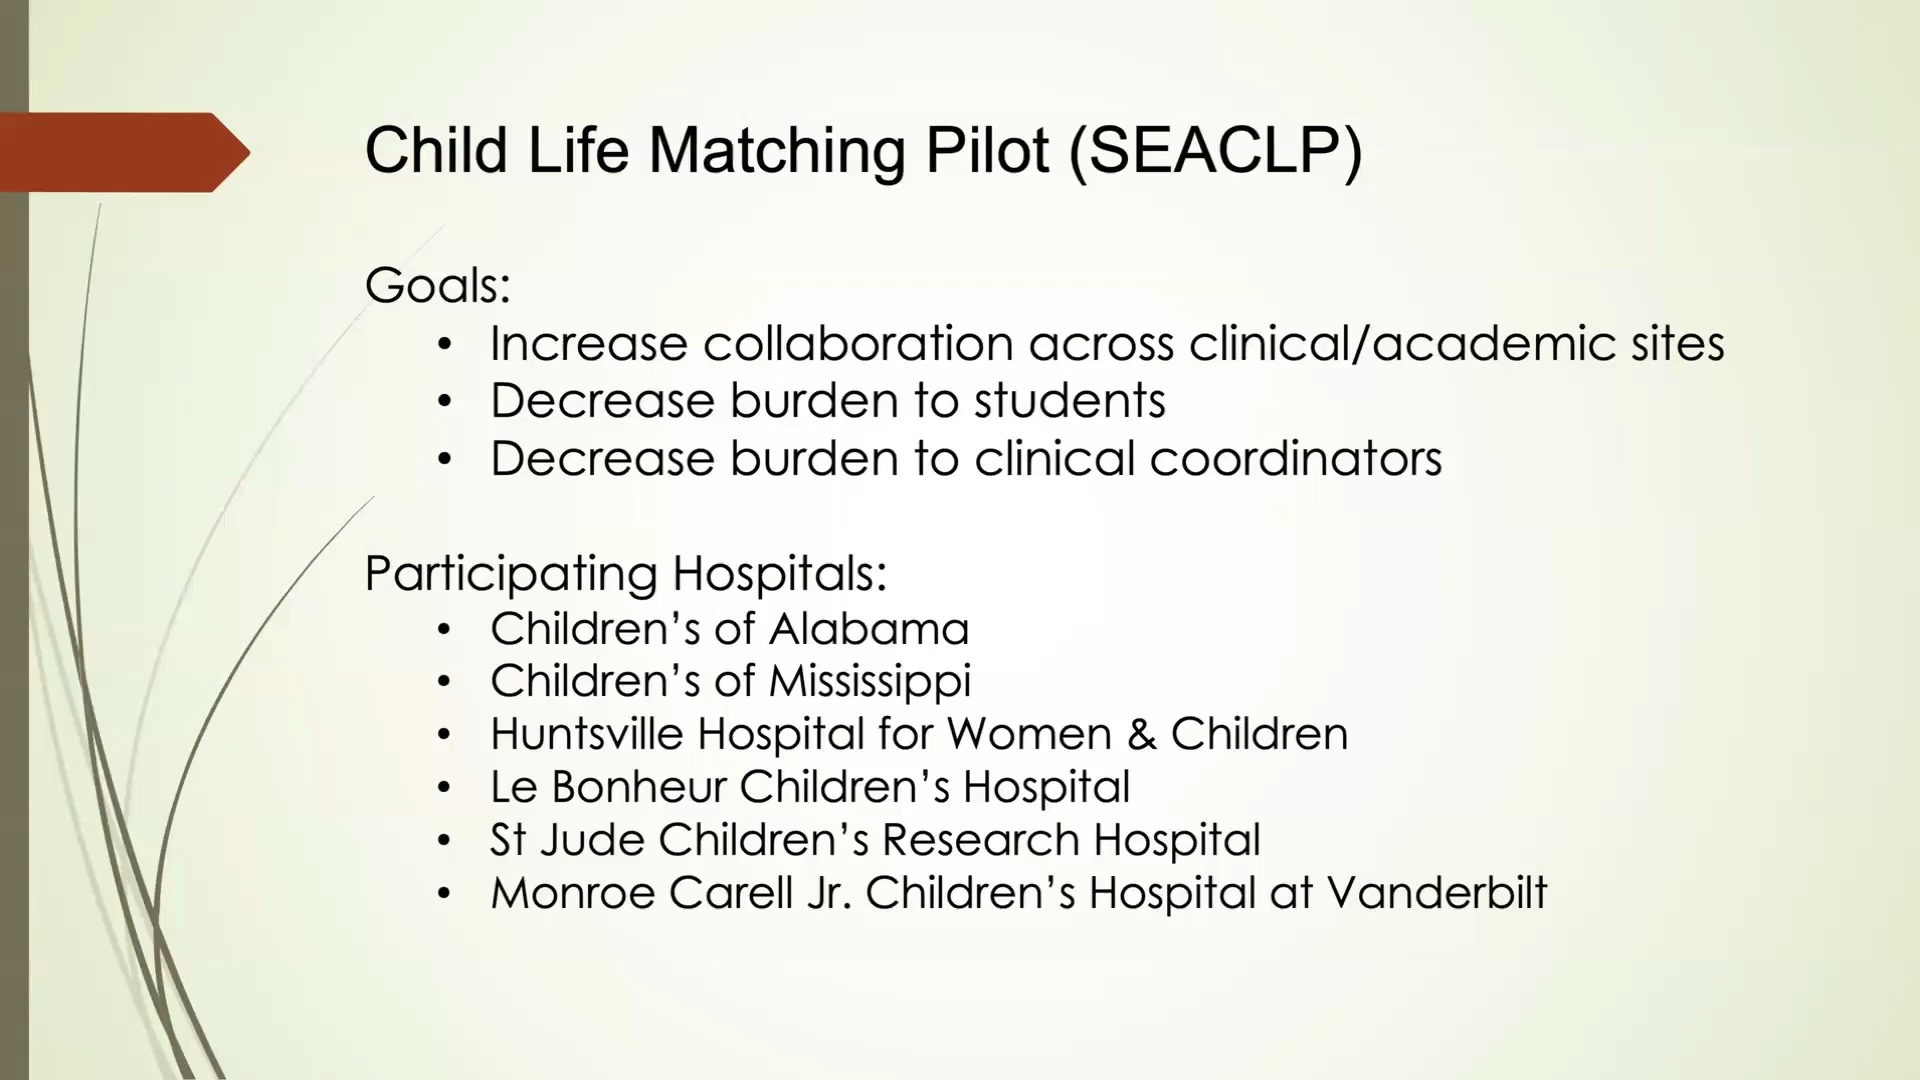 Child Life Matching Pilot (SEACLP)
Goals:
• Increase collaboration across clinical/academic sites
• Decrease burden to students
• Decrease burden to clinical coordinators
Participating Hospitals:
• Children’s of Alabama
• Children’s of Mississippi
• Huntsville Hospital for Women & Children
• Le Bonheur Children’s Hospital
• St Jude Children’s Research Hospital
• Monroe Carell Jr. Children’s Hospital at Vanderbilt